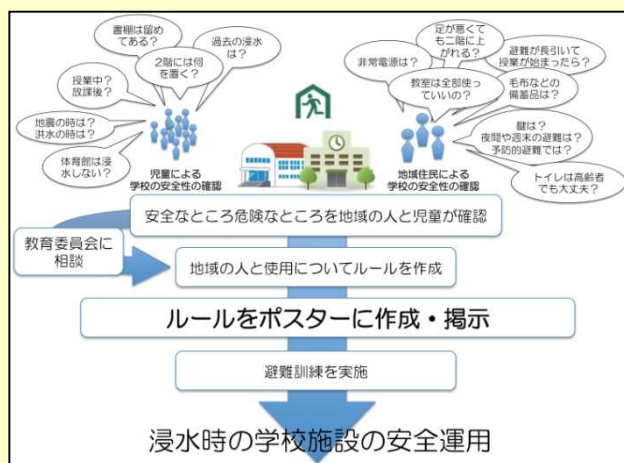 書棚は留め
てある？
2階には何
を置く？
過去の浸水
は？
授業中？
放課後？
地震の時は？
洪水の時は？
体育館は浸
水しない？
児童による
学校の安全性の確認
非常電源は？
足が悪くて
も二階に上
がれる？
避難が長引いて
授業が始まったら？
教室は全部使っ
ていいの？
毛布などの
備蓄品は？
鍵は？
夜間や週末の避難は？
予防的避難では？
トイレは高齢者
でも大丈夫？
地域住民による
学校の安全性の確認
安全なところ危険なところを地域の人と児童が確認
教育委員会に
相談
地域の人と使用についてルールを作成
ルールをポスターに作成・掲示
避難訓練を実施
浸水時の学校施設の安全運用